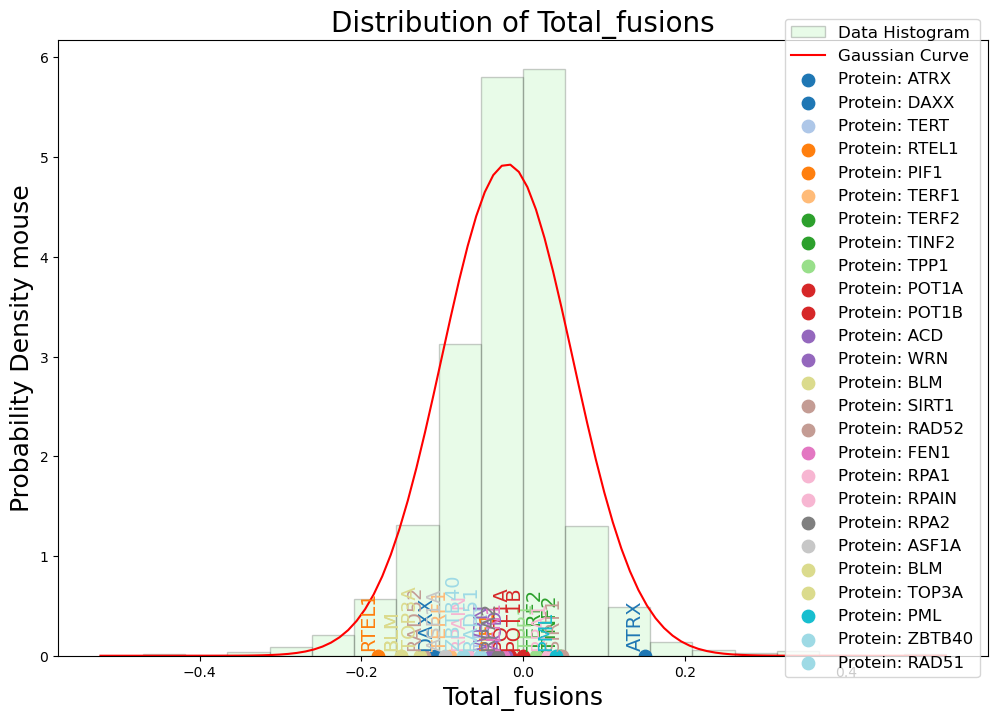 Distribution of Total_fusions
Probability Density mouse
6
5
4
3
2
1
0
−0.4
−0.2
0.0
0.2
0.4
Total_fusions
Data Histogram
Gaussian Curve
Protein: ATRX
Protein: DAXX
Protein: TERT
Protein: RTEL1
Protein: PIF1
Protein: TERF1
Protein: TERF2
Protein: TINF2
Protein: TPP1
Protein: POT1A
Protein: POT1B
Protein: ACD
Protein: WRN
Protein: BLM
Protein: SIRT1
Protein: RAD52
Protein: FEN1
Protein: RPA1
Protein: RPAIN
Protein: RPA2
Protein: ASF1A
Protein: BLM
Protein: TOP3A
Protein: PML
Protein: ZBTB40
Protein: RAD51
RTEL1
BLM
TOP3A
RAD52
DAXX
ZBTB40
RAD51
POT1B
ATRX